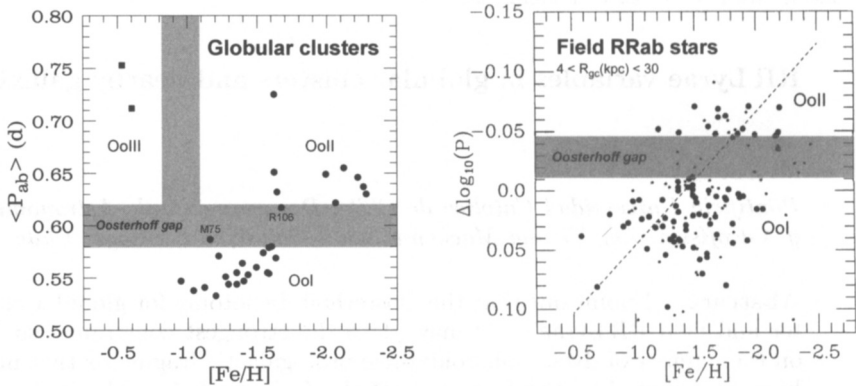 Globular clusters
0.80
0.75
0.70
0.65
0.60
0.55
0.50
<P_ab> (d)
OoIII
OoII
Oosterhoff gap
M75
R106
OoI
-0.5
-1.0
-1.5
-2.0
-2.5
[Fe/H]
Field RRab stars
4 < R_gc(kpc) < 30
-0.15
-0.10
-0.05
0.0
0.05
0.10
Δlog₁₀(P)
OoII
Oosterhoff gap
OoI
-0.5
-1.0
-1.5
-2.0
-2.5
[Fe/H]